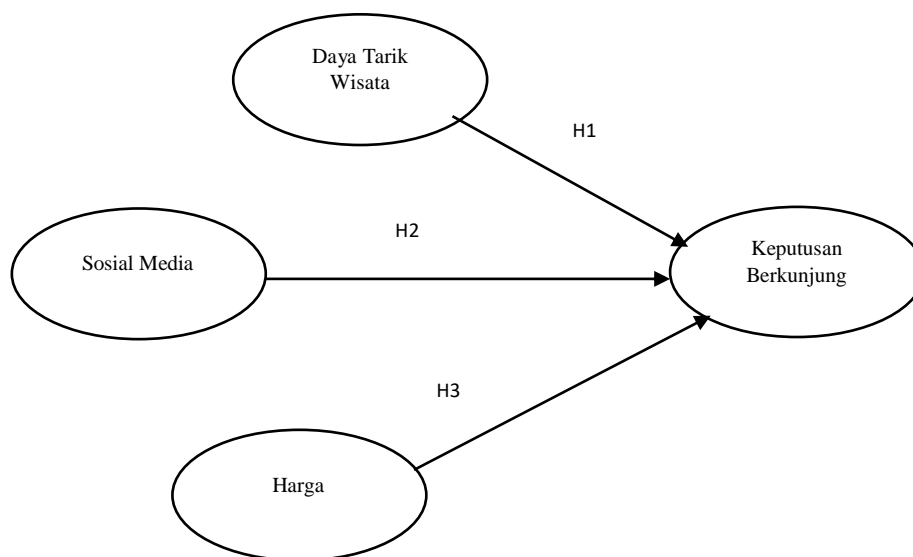 Daya Tarik
Wisata
H1
H2
Sosial Media
Keputusan
Berkunjung
H3
Harga